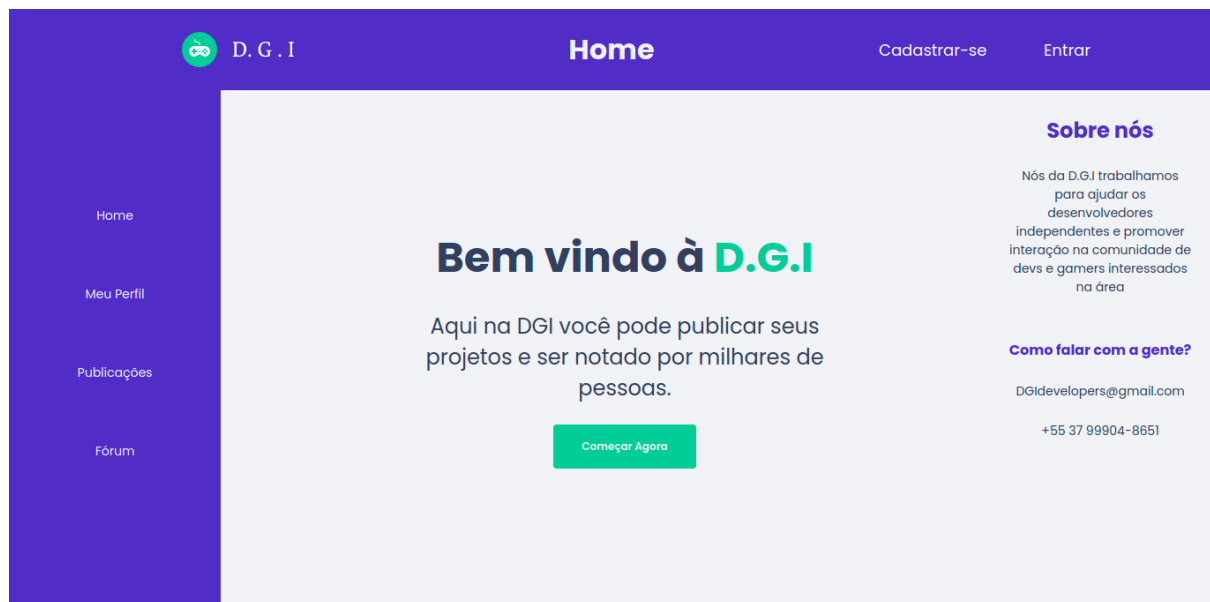 D. G . I
Home
Cadastrar-se
Entrar
Home
Meu Perfil
Publicações
Fórum
Bem vindo à D.G.I
Aqui na DGI você pode publicar seus
projetos e ser notado por milhares de
pessoas.
Começar Agora
Sobre nós
Nós da D.G.I trabalhamos
para ajudar os
desenvolvedores
independentes e promover
interação na comunidade de
devs e gamers interessados
na área
Como falar com a gente?
DGIdevelopers@gmail.com
+55 37 99904-8651